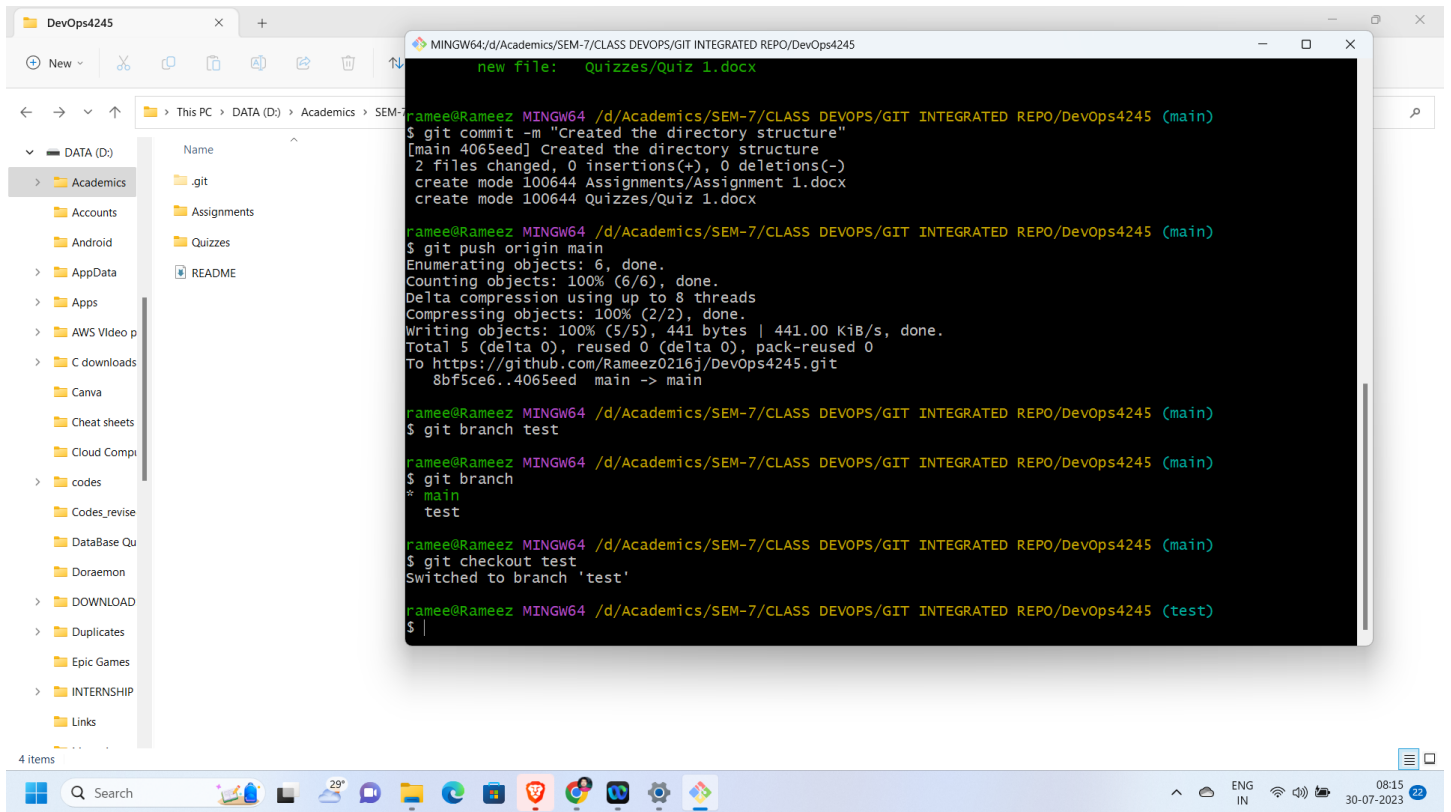 DevOps4245
New
This PC > DATA (D:) > Academics > SEM-7
DATA (D:)
Academics
Accounts
Android
AppData
Apps
AWS VIdeo p
C downloads
Canva
Cheat sheets
Cloud Compu
codes
Codes_revise
DataBase Qu
Doraemon
DOWNLOAD
Duplicates
Epic Games
INTERNSHIP
Links
Name
.git
Assignments
Quizzes
README
4 items
MINGW64:/d/Academics/SEM-7/CLASS DEVOPS/GIT INTEGRATED REPO/DevOps4245
new file:   Quizzes/Quiz 1.docx
ramee@Rameez MINGW64 /d/Academics/SEM-7/CLASS DEVOPS/GIT INTEGRATED REPO/DevOps4245 (main)
$ git commit -m "Created the directory structure"
[main 4065eed] Created the directory structure
2 files changed, 0 insertions(+), 0 deletions(-)
create mode 100644 Assignments/Assignment 1.docx
create mode 100644 Quizzes/Quiz 1.docx
ramee@Rameez MINGW64 /d/Academics/SEM-7/CLASS DEVOPS/GIT INTEGRATED REPO/DevOps4245 (main)
$ git push origin main
Enumerating objects: 6, done.
Counting objects: 100% (6/6), done.
Delta compression using up to 8 threads
Compressing objects: 100% (2/2), done.
Writing objects: 100% (5/5), 441 bytes | 441.00 KiB/s, done.
Total 5 (delta 0), reused 0 (delta 0), pack-reused 0
To https://github.com/Rameez0216j/DevOps4245.git
8bf5ce6..4065eed  main -> main
ramee@Rameez MINGW64 /d/Academics/SEM-7/CLASS DEVOPS/GIT INTEGRATED REPO/DevOps4245 (main)
$ git branch test
ramee@Rameez MINGW64 /d/Academics/SEM-7/CLASS DEVOPS/GIT INTEGRATED REPO/DevOps4245 (main)
$ git branch
* main
test
ramee@Rameez MINGW64 /d/Academics/SEM-7/CLASS DEVOPS/GIT INTEGRATED REPO/DevOps4245 (main)
$ git checkout test
Switched to branch 'test'
ramee@Rameez MINGW64 /d/Academics/SEM-7/CLASS DEVOPS/GIT INTEGRATED REPO/DevOps4245 (test)
$
Search
29°
ENG
IN
08:15
30-07-2023
22